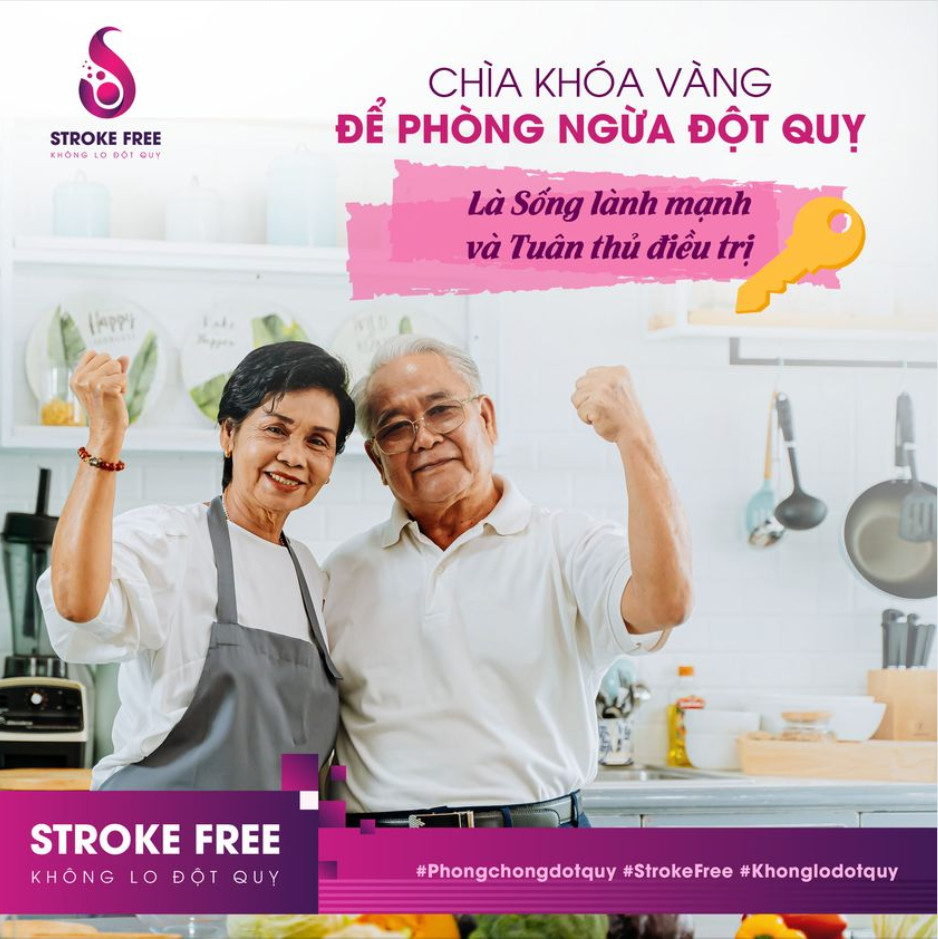 STROKE FREE
KHÔNG LO ĐỘT QUỴ
CHÌA KHÓA VÀNG
ĐỂ PHÒNG NGỪA ĐỘT QUỴ
Là Sống lành mạnh
và Tuân thủ điều trị
Happy
STROKE FREE
KHÔNG LO ĐỘT QUỴ
#Phongchongdotquy #StrokeFree #Khonglodotquy